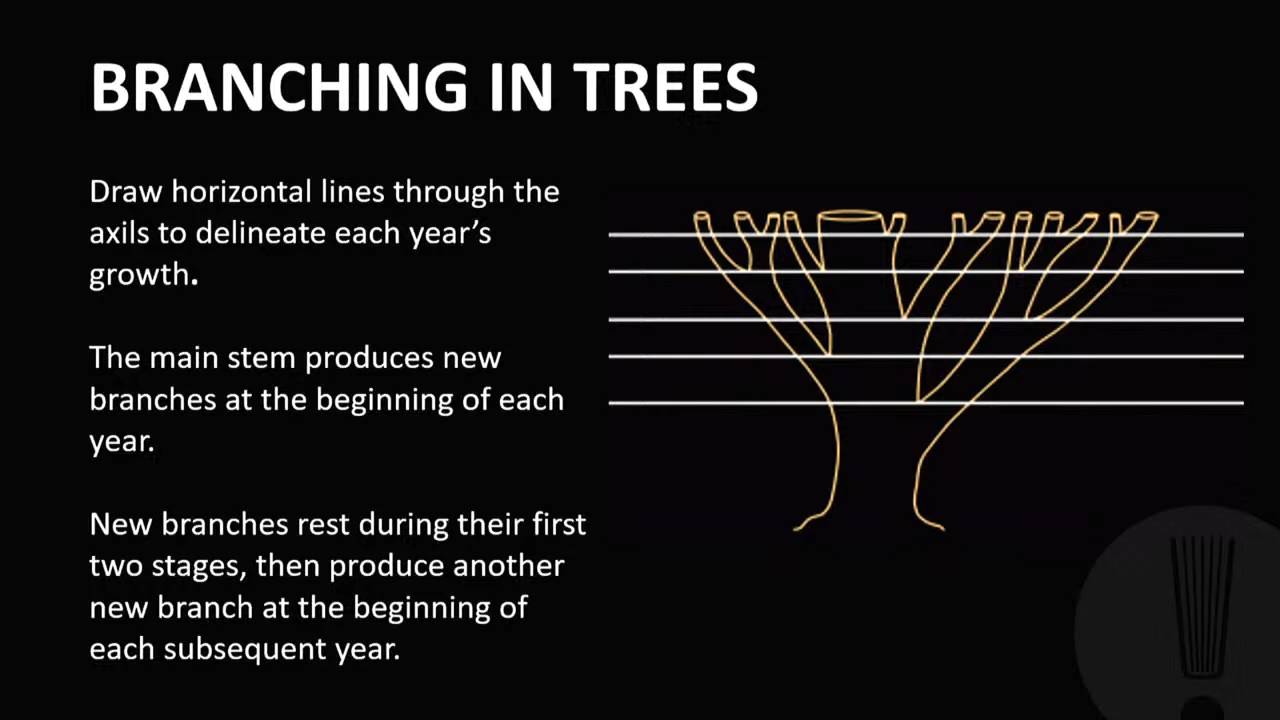 BRANCHING IN TREES
Draw horizontal lines through the
axils to delineate each year’s
growth.
The main stem produces new
branches at the beginning of each
year.
New branches rest during their first
two stages, then produce another
new branch at the beginning of
each subsequent year.